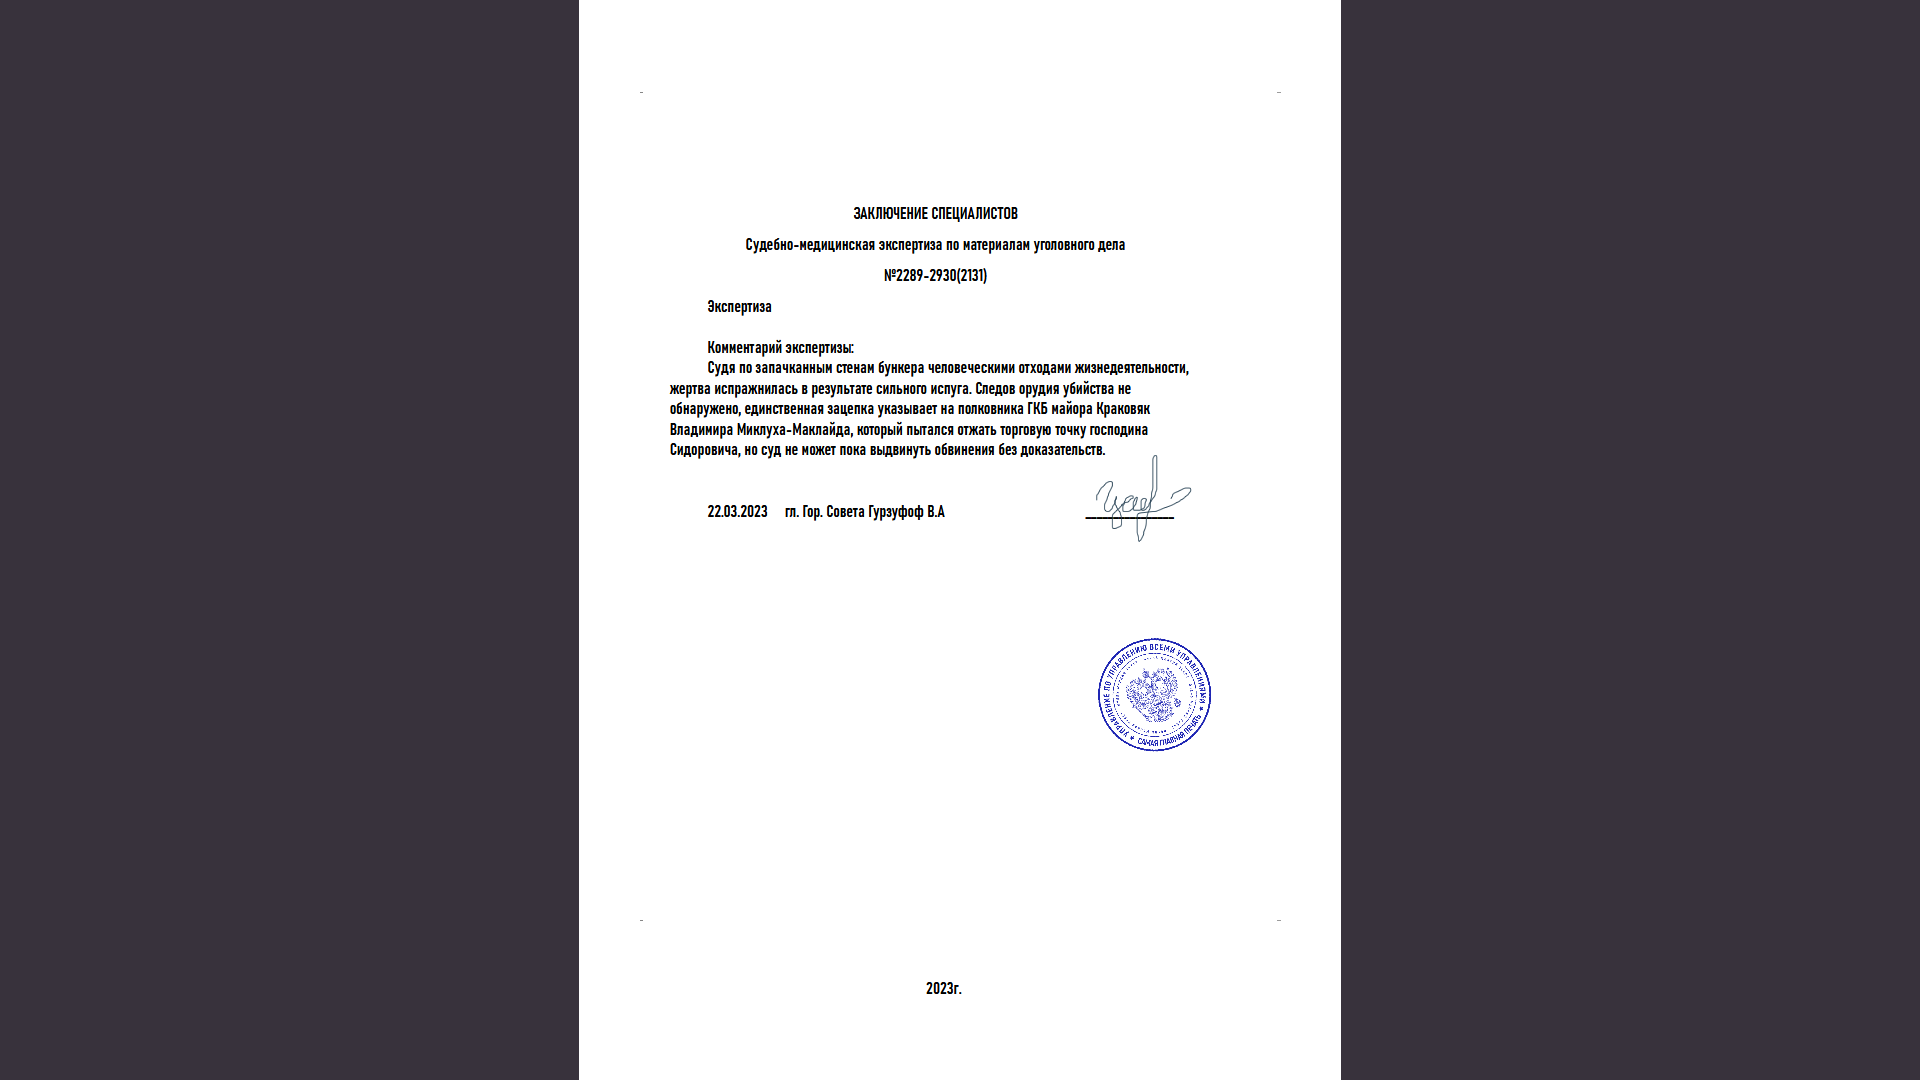 ЗАКЛЮЧЕНИЕ СПЕЦИАЛИСТОВ
Судебно-медицинская экспертиза по материалам уголовного дела
№2289-2930(2131)
Экспертиза
Комментарий экспертизы:
Судя по запачканным стенам бункера человеческими отходами жизнедеятельности,
жертва испражнилась в результате сильного испуга. Следов орудия убийства не
обнаружено, единственная зацепка указывает на полковника ГКБ майора Краковяк
Владимира Миклуха-Маклайда, который пытался отжать торговую точку господина
Сидоровича, но суд не может пока выдвинуть обвинения без доказательств.
22.03.2023 гл. Гор. Совета Гурзуфоф В.А
УПРАВЛЕНИЕ ПО УПРАВЛЕНИЮ ВСЕМИ УПРАВЛЕНИЯМИ
★ САМАЯ ГЛАВНАЯ ПЕЧАТЬ ★
2023г.